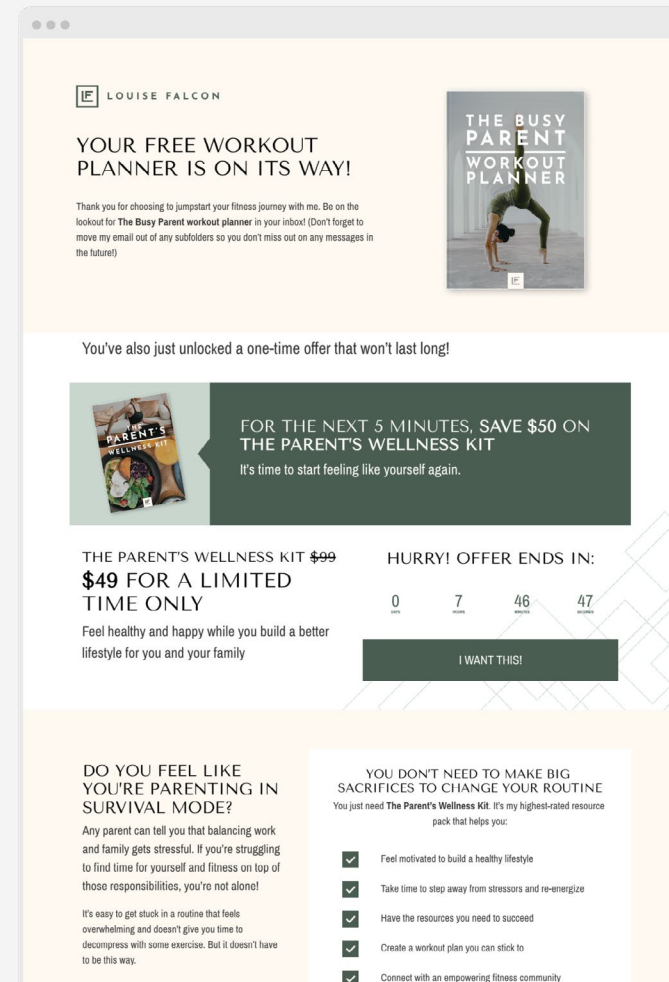 LF LOUISE FALCON
YOUR FREE WORKOUT
PLANNER IS ON ITS WAY!
Thank you for choosing to jumpstart your fitness journey with me. Be on the
lookout for The Busy Parent workout planner in your inbox! (Don't forget to
move my email out of any subfolders so you don't miss out on any messages in
the future!)
THE BUSY
PARENT
WORKOUT
PLANNER
LF
You've also just unlocked a one-time offer that won't last long!
THE
PARENT'S
WELLNESS KIT
FOR THE NEXT 5 MINUTES, SAVE $50 ON
THE PARENT'S WELLNESS KIT
It's time to start feeling like yourself again.
THE PARENT'S WELLNESS KIT $99
$49 FOR A LIMITED
TIME ONLY
Feel healthy and happy while you build a better
lifestyle for you and your family
HURRY! OFFER ENDS IN:
0 7 46 47
DAYS HOURS MINUTES SECONDS
I WANT THIS!
DO YOU FEEL LIKE
YOU'RE PARENTING IN
SURVIVAL MODE?
Any parent can tell you that balancing work
and family gets stressful. If you're struggling
to find time for yourself and fitness on top of
those responsibilities, you're not alone!
It's easy to get stuck in a routine that feels
overwhelming and doesn't give you time to
decompress with some exercise. But it doesn't have
to be this way.
YOU DON'T NEED TO MAKE BIG
SACRIFICES TO CHANGE YOUR ROUTINE
You just need The Parent's Wellness Kit. It's my highest-rated resource
pack that helps you:
Feel motivated to build a healthy lifestyle
Take time to step away from stressors and re-energize
Have the resources you need to succeed
Create a workout plan you can stick to
Connect with an empowering fitness community